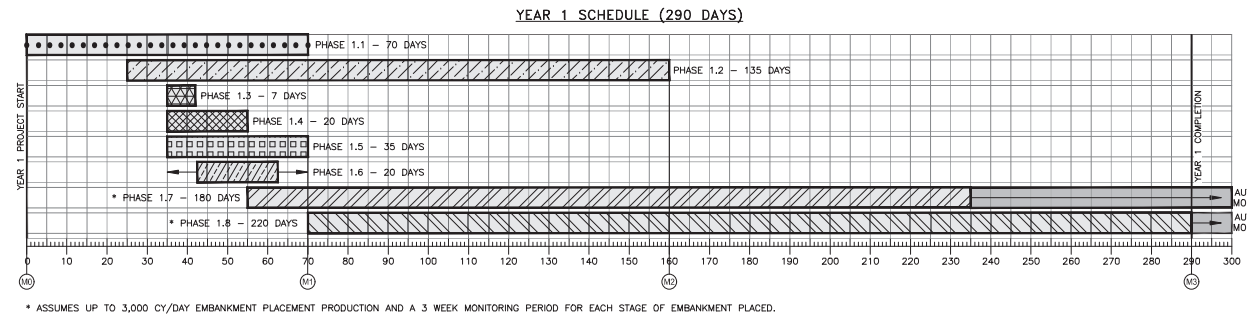 YEAR 1 SCHEDULE (290 DAYS)
PHASE 1.1 – 70 DAYS
PHASE 1.2 – 135 DAYS
PHASE 1.3 – 7 DAYS
PHASE 1.4 – 20 DAYS
PHASE 1.5 – 35 DAYS
PHASE 1.6 – 20 DAYS
* PHASE 1.7 – 180 DAYS
AU
MO
* PHASE 1.8 – 220 DAYS
AU
MO
YEAR 1 PROJECT START
YEAR 1 COMPLETION
0 10 20 30 40 50 60 70 80 90 100 110 120 130 140 150 160 170 180 190 200 210 220 230 240 250 260 270 280 290 300
M0 M1 M2 M3
* ASSUMES UP TO 3,000 CY/DAY EMBANKMENT PLACEMENT PRODUCTION AND A 3 WEEK MONITORING PERIOD FOR EACH STAGE OF EMBANKMENT PLACED.